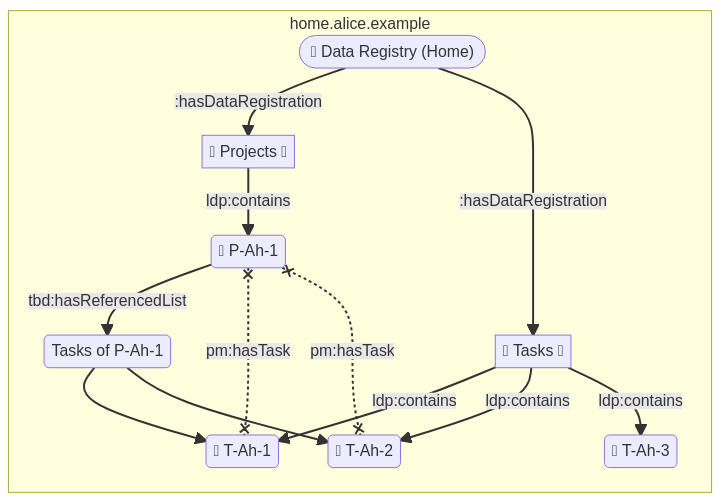 home.alice.example
Data Registry (Home)
:hasDataRegistration
Projects
ldp:contains
:hasDataRegistration
P-Ah-1
tbd:hasReferencedList
Tasks of P-Ah-1
pm:hasTask
pm:hasTask
Tasks
ldp:contains
ldp:contains
ldp:contains
T-Ah-1
T-Ah-2
T-Ah-3